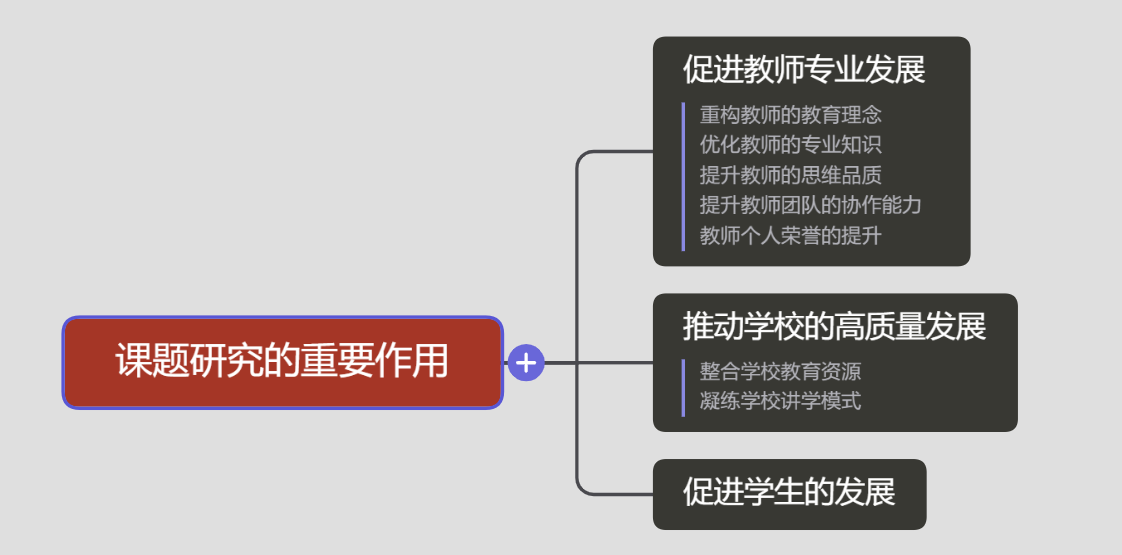 促进教师专业发展
重构教师的教育理念
优化教师的专业知识
提升教师的思维品质
提升教师团队的协作能力
教师个人荣誉的提升
课题研究的重要作用
推动学校的高质量发展
整合学校教育资源
凝练学校讲学模式
促进学生的发展